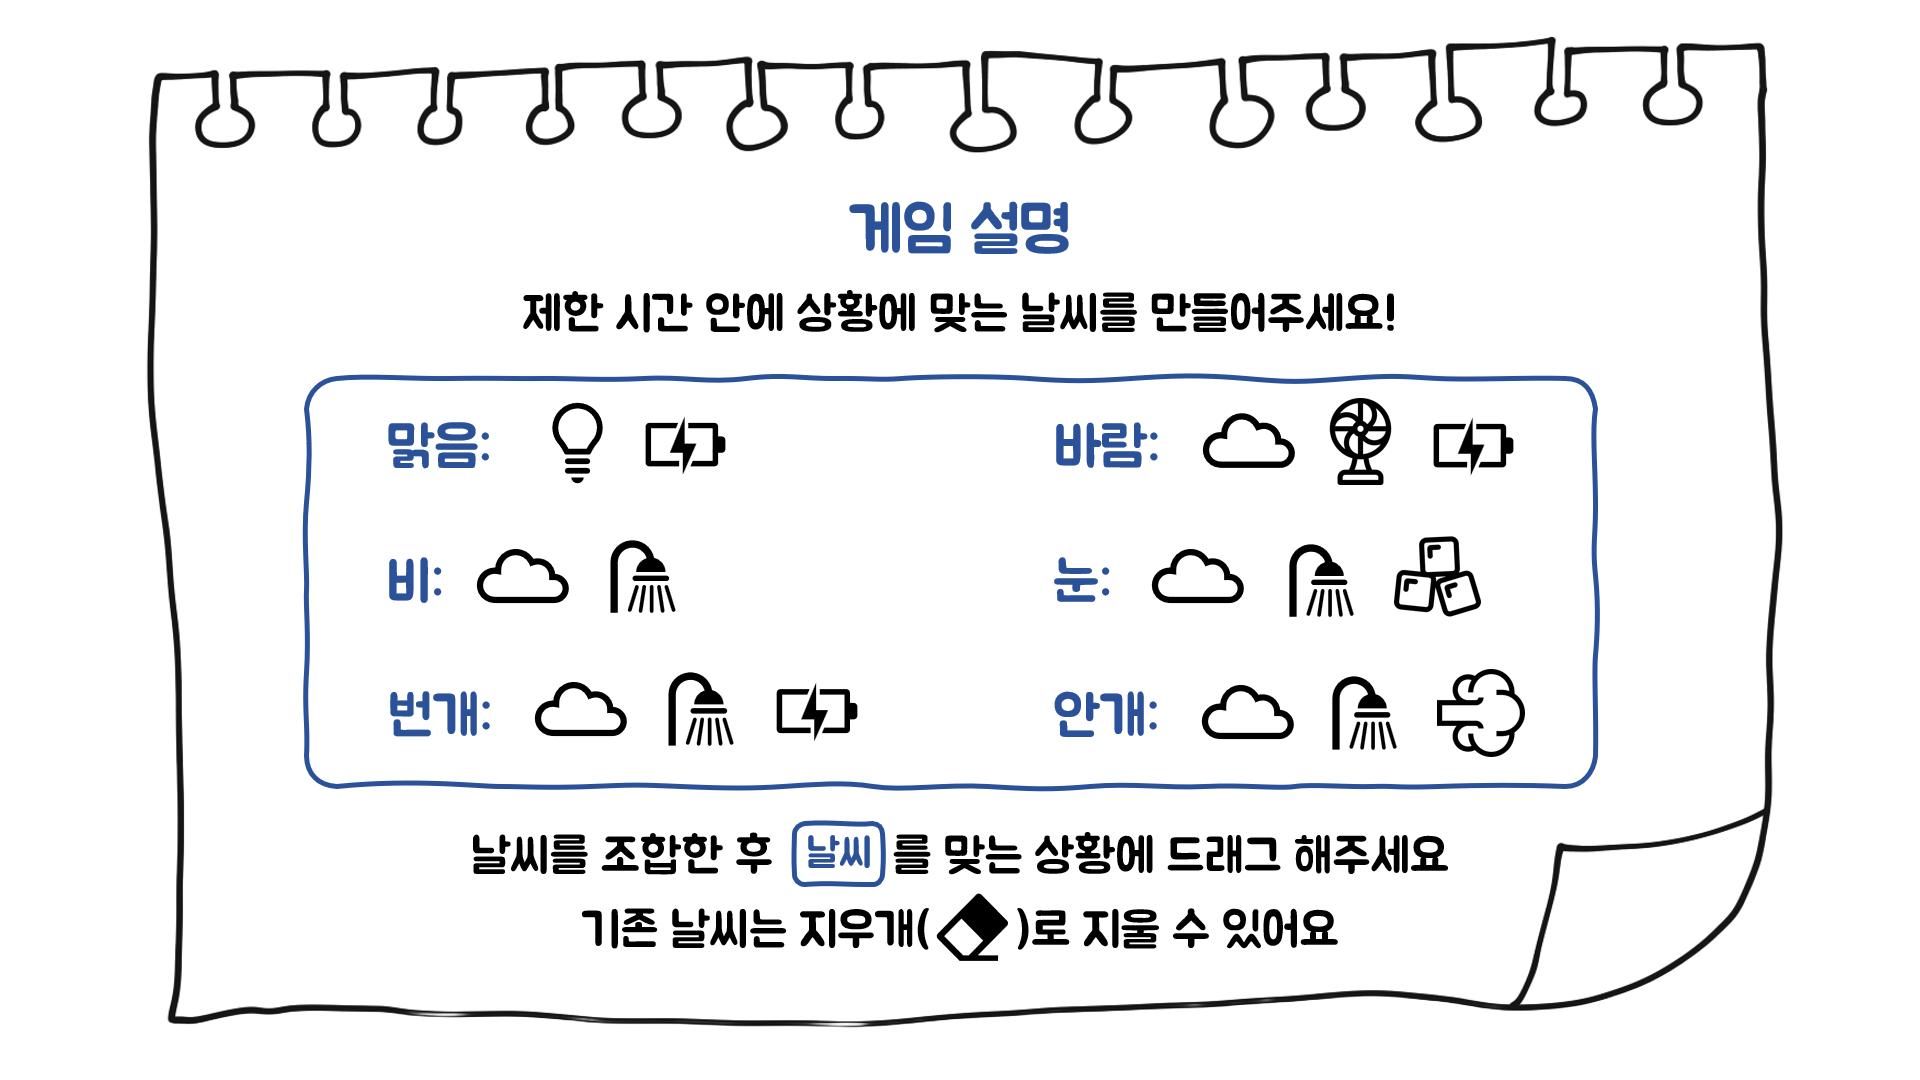 게임 설명
제한 시간 안에 상황에 맞는 날씨를 만들어주세요!
맑음:
바람:
비:
눈:
번개:
안개:
날씨를 조합한 후 날씨 를 맞는 상황에 드래그 해주세요
기존 날씨는 지우개( )로 지울 수 있어요